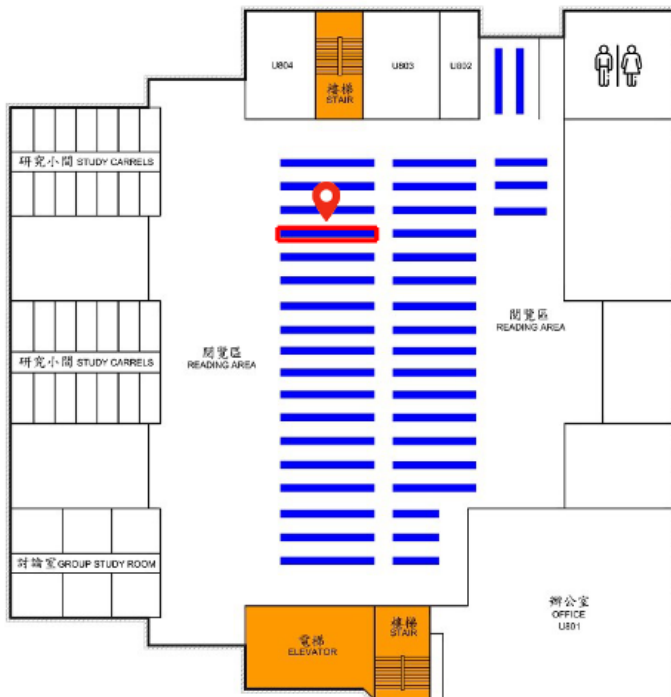 U804
樓梯
STAIR
U803
U802
研究小間 STUDY CARRELS
閱覽區
READING AREA
閱覽區
READING AREA
研究小間 STUDY CARRELS
討論室 GROUP STUDY ROOM
電梯
ELEVATOR
樓梯
STAIR
辦公室
OFFICE
U801